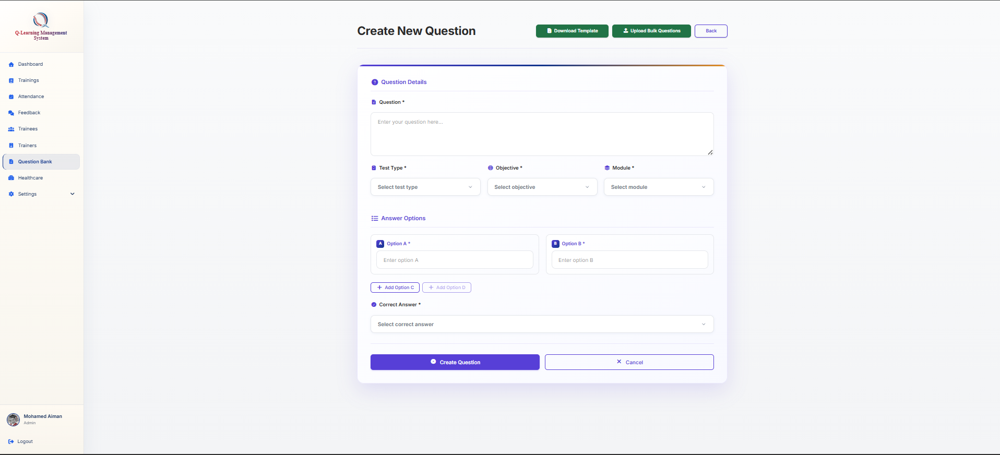 Q-Learning Management
System
Dashboard
Trainings
Attendance
Feedback
Trainees
Trainers
Question Bank
Healthcare
Settings
Mohamed Aiman
Admin
Logout
Create New Question
Download Template
Upload Bulk Questions
Back
Question Details
Question *
Enter your question here...
Test Type *
Objective *
Module *
Select test type
Select objective
Select module
Answer Options
A Option A *
B Option B *
Enter option A
Enter option B
+ Add Option C
+ Add Option D
Correct Answer *
Select correct answer
Create Question
Cancel